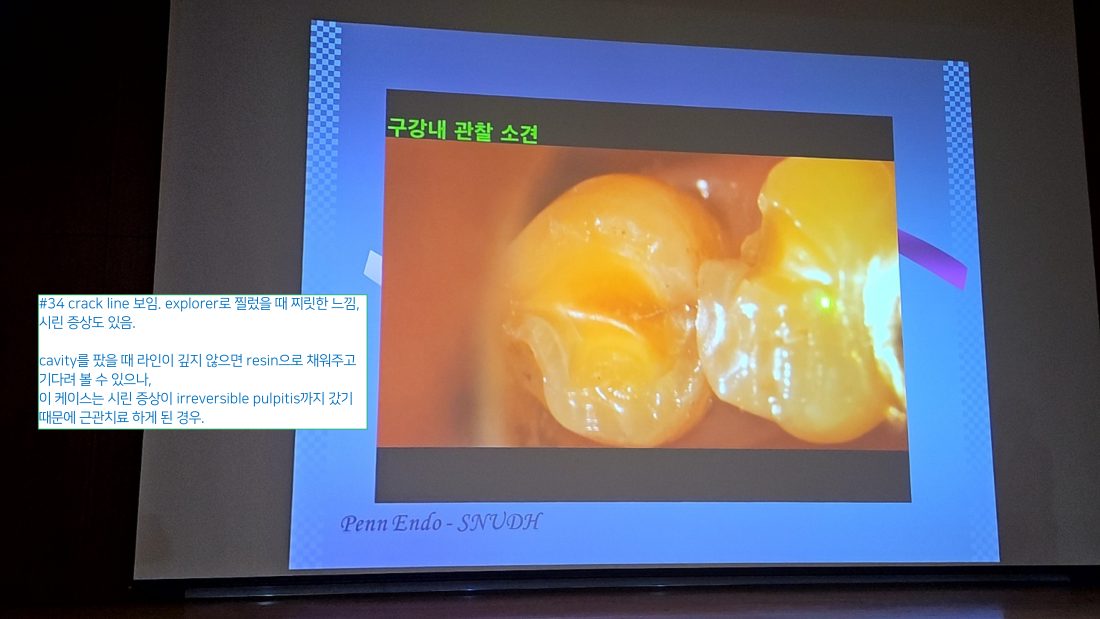 구강내 관찰 소견
#34 crack line 보임. explorer로 찔렀을 때 찌릿한 느낌,
시린 증상도 있음.
cavity를 팠을 때 라인이 깊지 않으면 resin으로 채워주고
기다려 볼 수 있으나,
이 케이스는 시린 증상이 irreversible pulpitis까지 갔기
때문에 근관치료 하게 된 경우.
Penn Endo - SNUDH